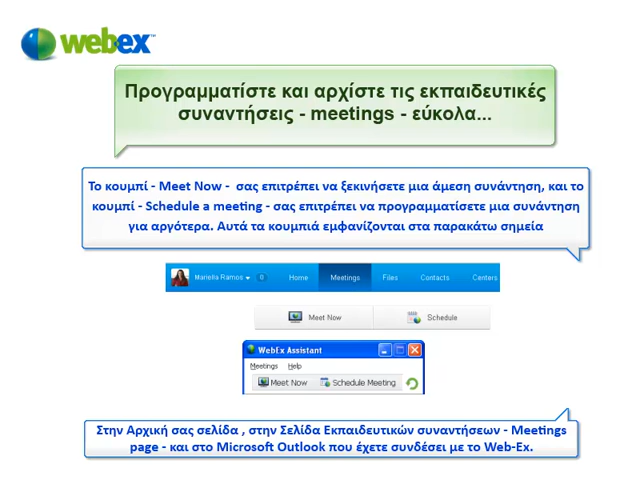 webex™
Προγραμματίστε και αρχίστε τις εκπαιδευτικές
συναντήσεις - meetings - εύκολα...
Το κουμπί - Meet Now - σας επιτρέπει να ξεκινήσετε μια άμεση συνάντηση, και το
κουμπί - Schedule a meeting - σας επιτρέπει να προγραμματίσετε μια συνάντηση
για αργότερα. Αυτά τα κουμπιά εμφανίζονται στα παρακάτω σημεία
Mariella Ramos 0 Home Meetings Files Contacts Centers
Meet Now Schedule
WebEx Assistant
Meetings Help
Meet Now Schedule Meeting
Στην Αρχική σας σελίδα , στην Σελίδα Εκπαιδευτικών συναντήσεων - Meetings
page - και στο Microsoft Outlook που έχετε συνδέσει με το Web-Ex.